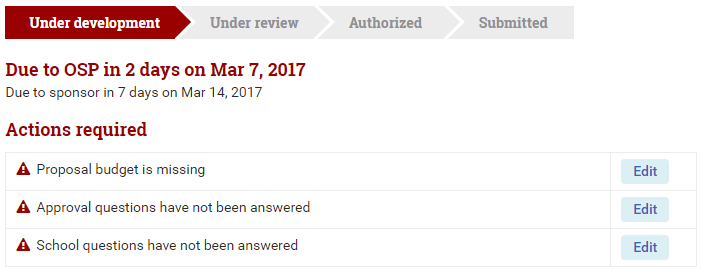 Under development
Under review
Authorized
Submitted
Due to OSP in 2 days on Mar 7, 2017
Due to sponsor in 7 days on Mar 14, 2017
Actions required
Proposal budget is missing
Edit
Approval questions have not been answered
Edit
School questions have not been answered
Edit